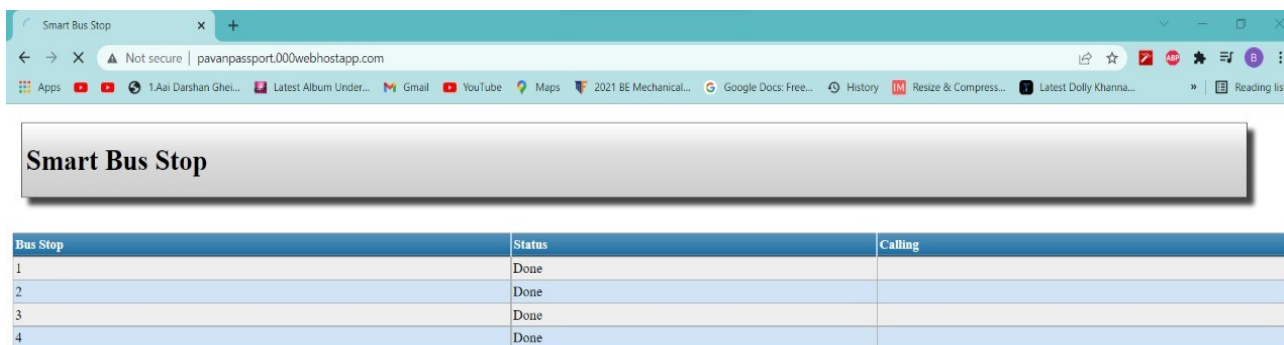 Smart Bus Stop
Not secure | pavanpassport.000webhostapp.com
ABP B
Apps 1.Aai Darshan Ghei... Latest Album Under... Gmail YouTube Maps 2021 BE Mechanical... Google Docs: Free... History IM Resize & Compress... Latest Dolly Khanna... » Reading lis
Smart Bus Stop
Bus Stop Status Calling
1 Done
2 Done
3 Done
4 Done